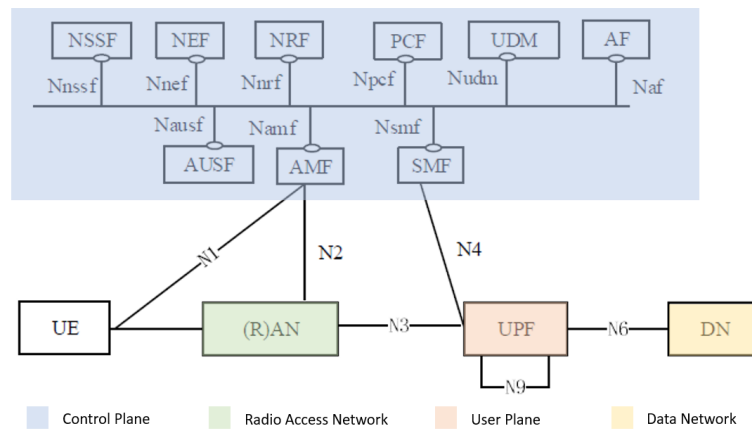 NSSF NEF NRF PCF UDM AF
Nnssf Nnef Nnrf Npcf Nudm Naf
Nausf Namf Nsmf
AUSF AMF SMF
N1 N2 N4
UE (R)AN N3 UPF N6 DN
N9
Control Plane Radio Access Network User Plane Data Network